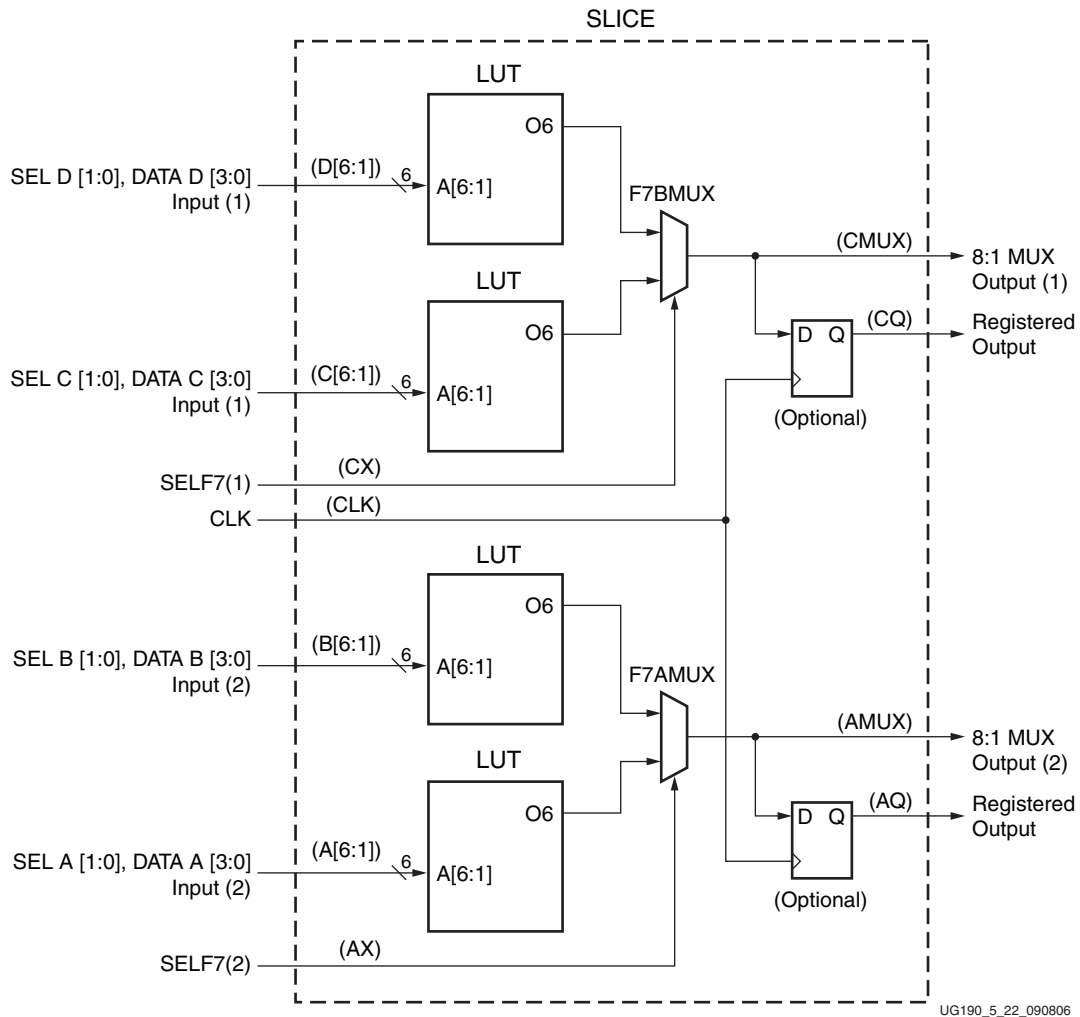 SLICE
LUT
O6
SEL D [1:0], DATA D [3:0]
Input (1)
(D[6:1])
6
A[6:1]
F7BMUX
(CMUX)
8:1 MUX
Output (1)
LUT
O6
(CQ)
Registered
Output
D Q
SEL C [1:0], DATA C [3:0]
Input (1)
(C[6:1])
6
A[6:1]
(Optional)
SELF7(1)
(CX)
CLK
(CLK)
LUT
O6
SEL B [1:0], DATA B [3:0]
Input (2)
(B[6:1])
6
A[6:1]
F7AMUX
(AMUX)
8:1 MUX
Output (2)
LUT
O6
(AQ)
Registered
Output
D Q
SEL A [1:0], DATA A [3:0]
Input (2)
(A[6:1])
6
A[6:1]
(Optional)
SELF7(2)
(AX)
UG190_5_22_090806